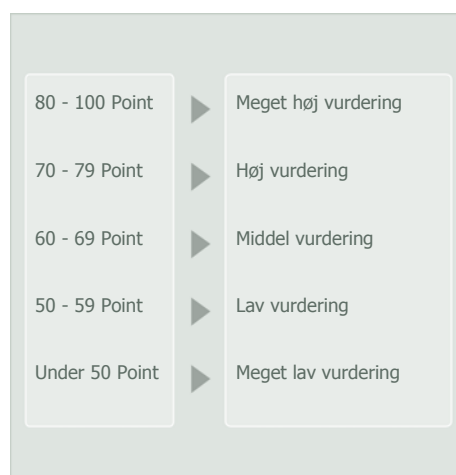 80 - 100 Point Meget høj vurdering
70 - 79 Point Høj vurdering
60 - 69 Point Middel vurdering
50 - 59 Point Lav vurdering
Under 50 Point Meget lav vurdering